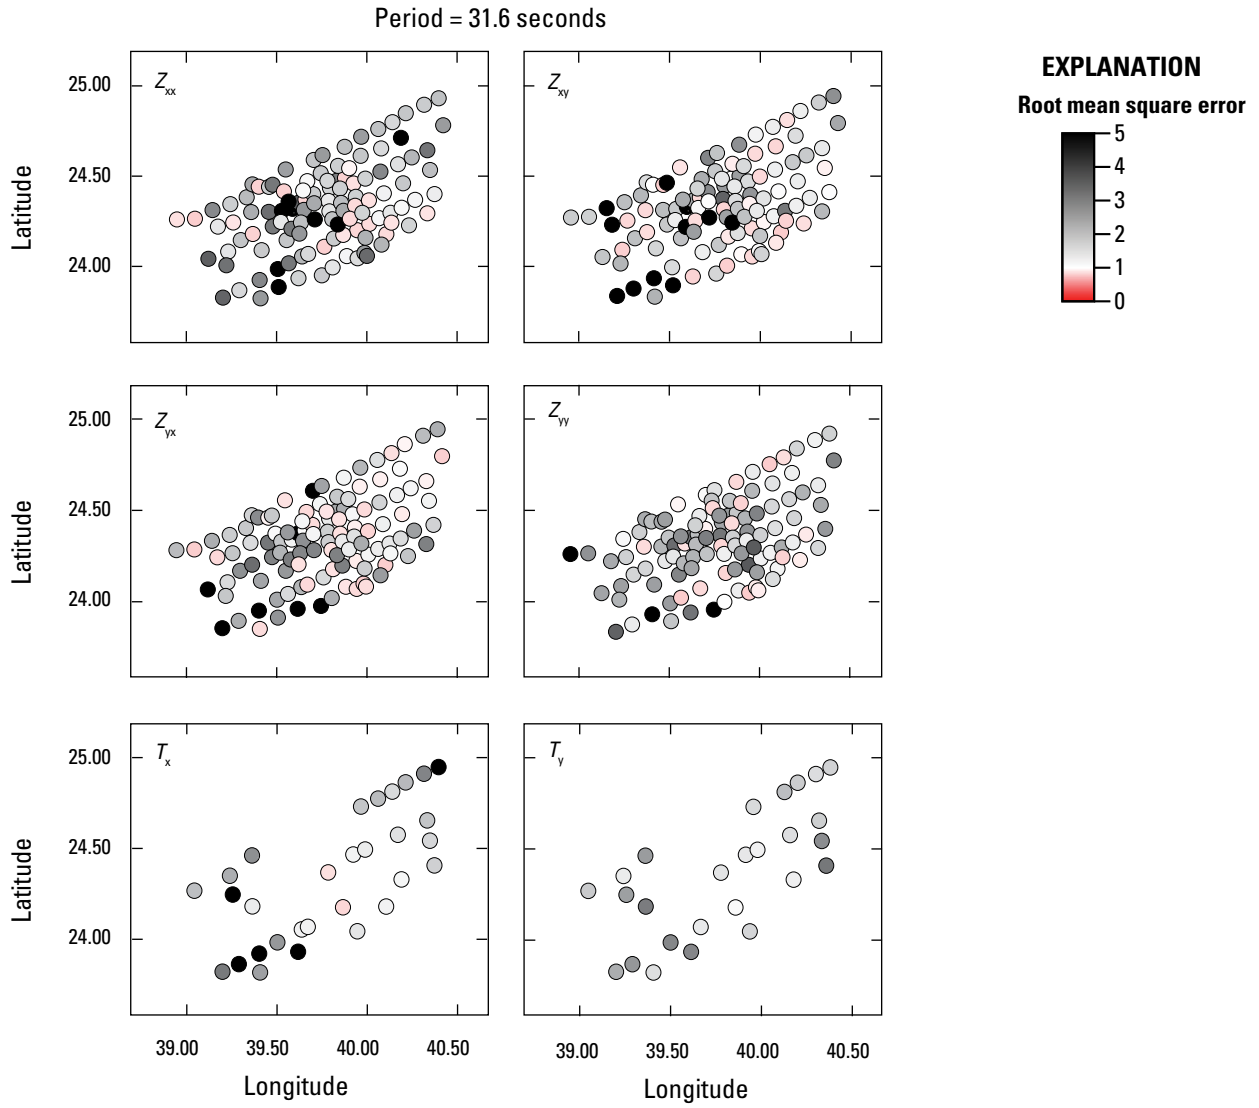 Period = 31.6 seconds
EXPLANATION
Root mean square error
5
4
3
2
1
0
Zxx
Zxy
25.00
24.50
24.00
Latitude
Zyx
Zyy
25.00
24.50
24.00
Latitude
Tx
Ty
25.00
24.50
24.00
Latitude
39.00 39.50 40.00 40.50
39.00 39.50 40.00 40.50
Longitude
Longitude